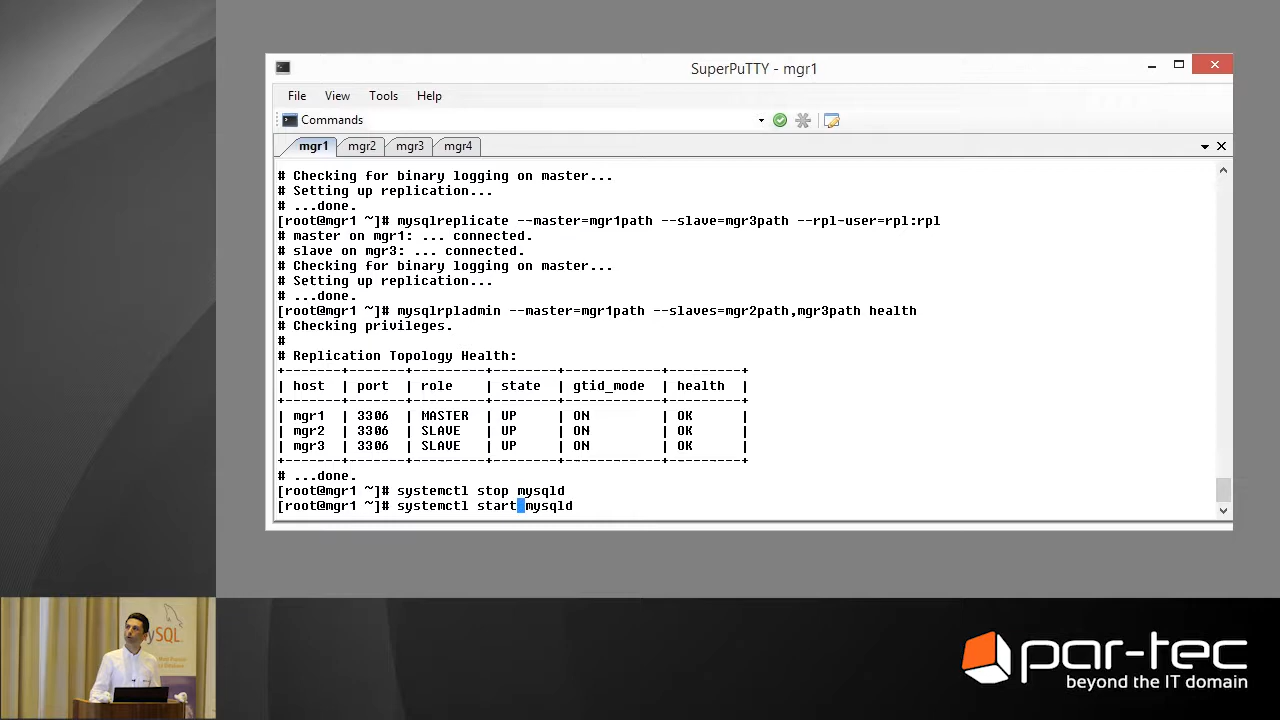 SuperPuTTY - mgr1
File View Tools Help
Commands
mgr1 mgr2 mgr3 mgr4
# Checking for binary logging on master...
# Setting up replication...
# ...done.
[root@mgr1 ~]# mysqlreplicate --master=mgr1path --slave=mgr3path --rpl-user=rpl:rpl
# master on mgr1: ... connected.
# slave on mgr3: ... connected.
# Checking for binary logging on master...
# Setting up replication...
# ...done.
[root@mgr1 ~]# mysqlrpladmin --master=mgr1path --slaves=mgr2path,mgr3path health
# Checking privileges.
#
# Replication Topology Health:
+-------+-------+---------+--------+------------+---------+
| host | port | role | state | gtid_mode | health |
+-------+-------+---------+--------+------------+---------+
| mgr1 | 3306 | MASTER | UP | ON | OK |
| mgr2 | 3306 | SLAVE | UP | ON | OK |
| mgr3 | 3306 | SLAVE | UP | ON | OK |
+-------+-------+---------+--------+------------+---------+
# ...done.
[root@mgr1 ~]# systemctl stop mysqld
[root@mgr1 ~]# systemctl start mysqld
MySQL
par-tec
beyond the IT domain